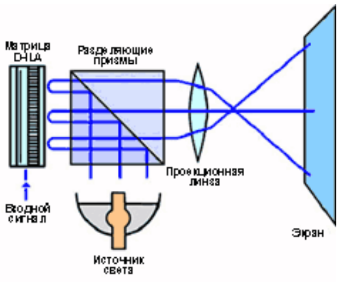 Матрица
D-ILA
Разделяющие
призмы
Проекционная
линза
Входной
сигнал
Источник
света
Экран